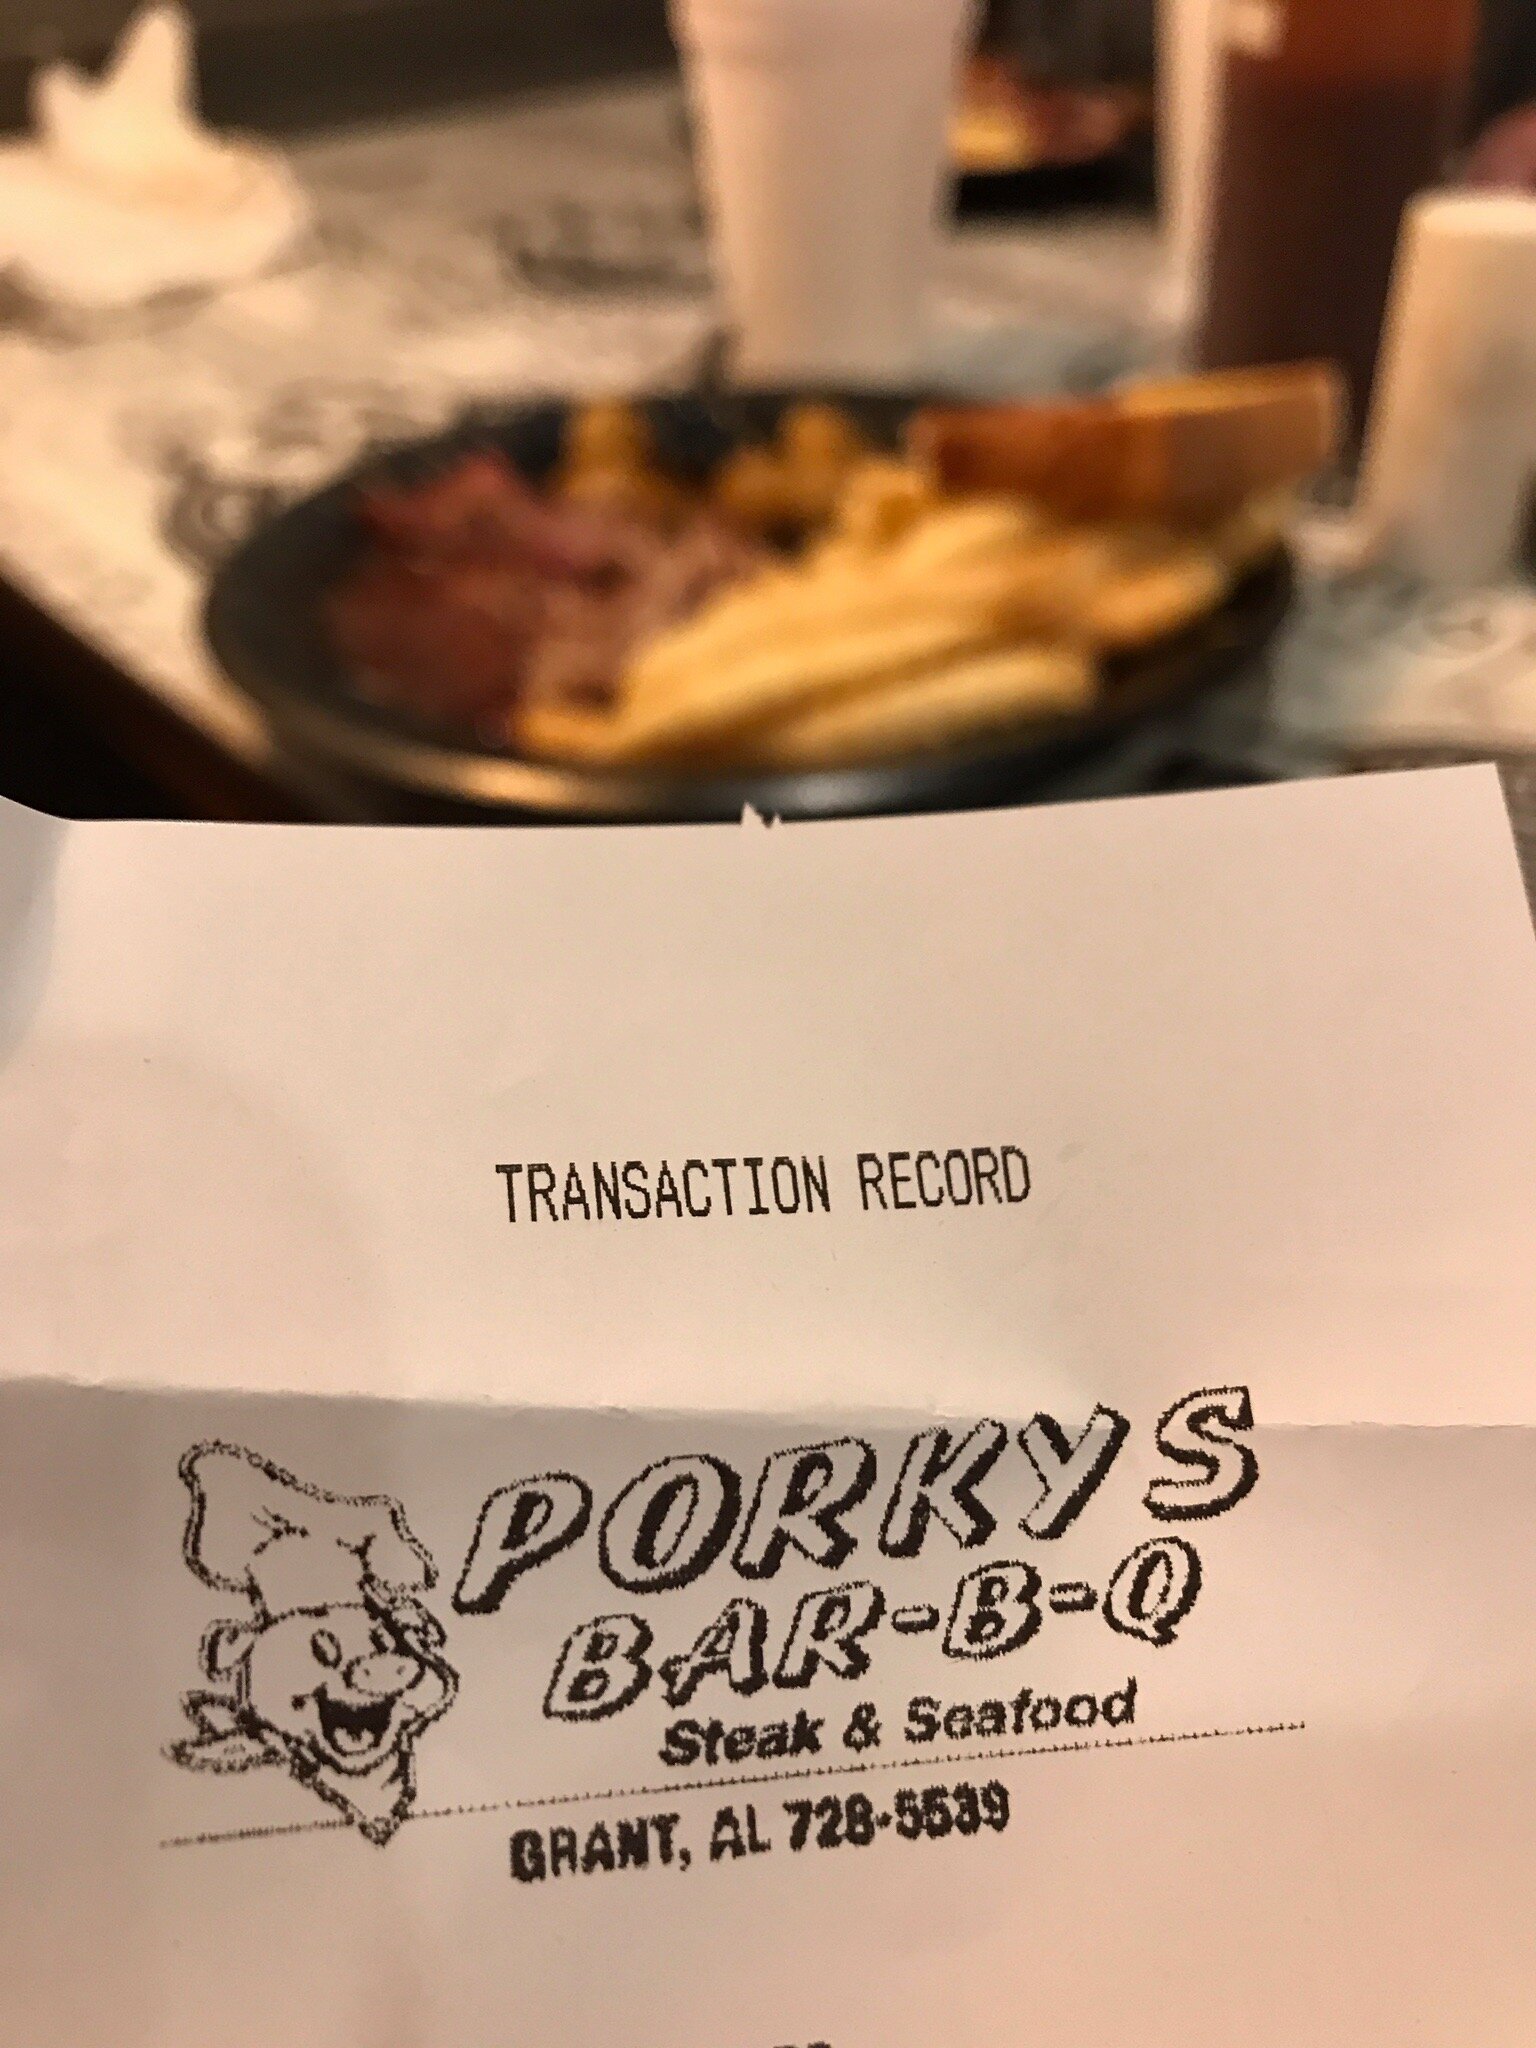 TRANSACTION RECORD
PORKYS
BAR-B-Q
Steak & Seafood
GRANT, AL 728-5539